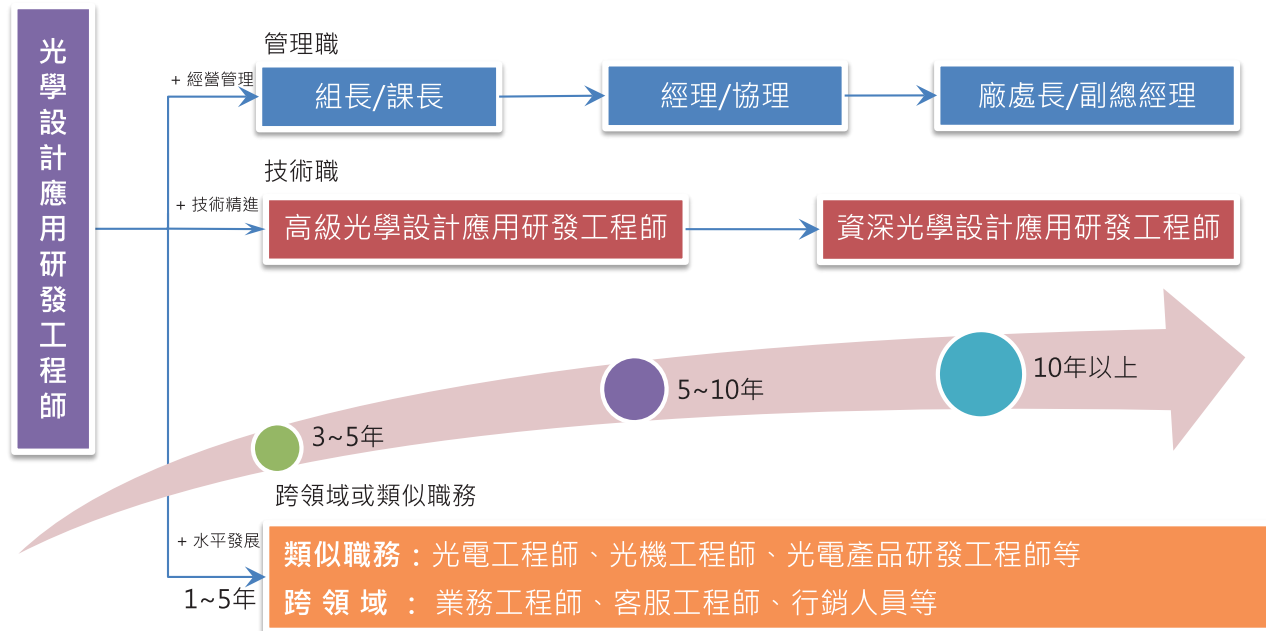 光學設計應用研發工程師
管理職
+ 經營管理
組長/課長
經理/協理
廠處長/副總經理
技術職
+ 技術精進
高級光學設計應用研發工程師
資深光學設計應用研發工程師
10年以上
5~10年
3~5年
跨領域或類似職務
+ 水平發展
1~5年
類似職務：光電工程師、光機工程師、光電產品研發工程師等
跨 領 域 ： 業務工程師、客服工程師、行銷人員等